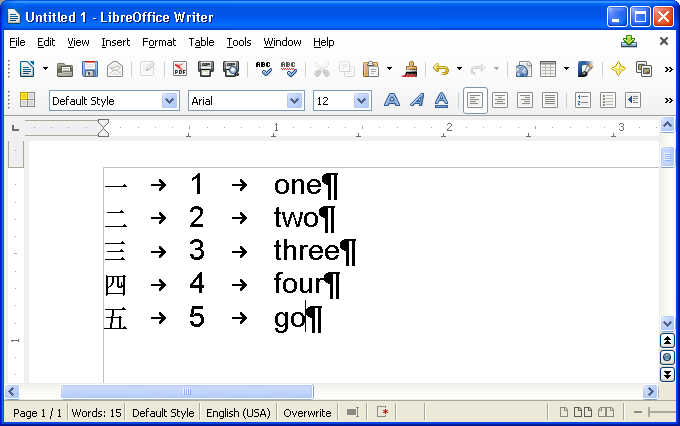 Untitled 1 - LibreOffice Writer
File Edit View Insert Format Table Tools Window Help
Default Style Arial 12
1 2 3
一 → 1 → one¶
二 → 2 → two¶
三 → 3 → three¶
四 → 4 → four¶
五 → 5 → go¶
1
Page 1 / 1 Words: 15 Default Style English (USA) Overwrite